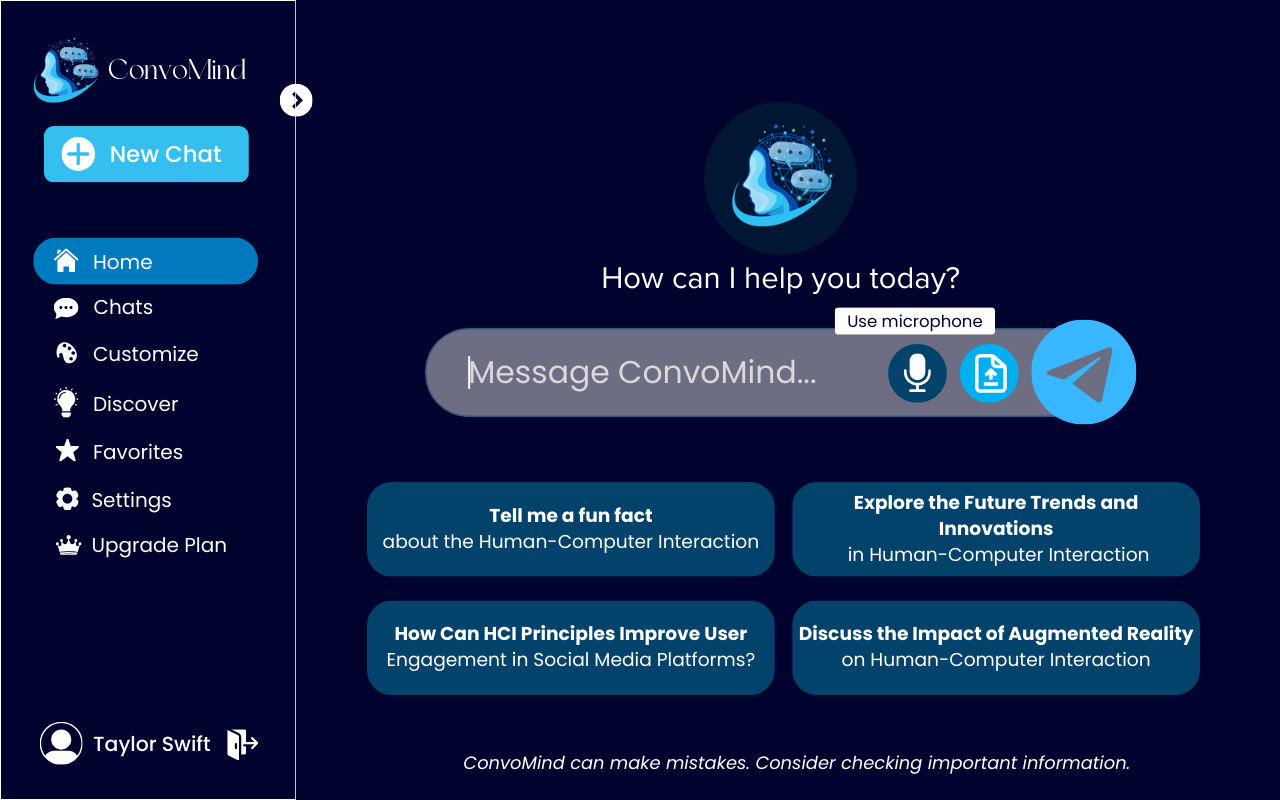 ConvoMind
New Chat
Home
Chats
Customize
Discover
Favorites
Settings
Upgrade Plan
Taylor Swift
How can I help you today?
Use microphone
Message ConvoMind...
Tell me a fun fact
about the Human-Computer Interaction
Explore the Future Trends and
Innovations
in Human-Computer Interaction
How Can HCI Principles Improve User
Engagement in Social Media Platforms?
Discuss the Impact of Augmented Reality
on Human-Computer Interaction
ConvoMind can make mistakes. Consider checking important information.